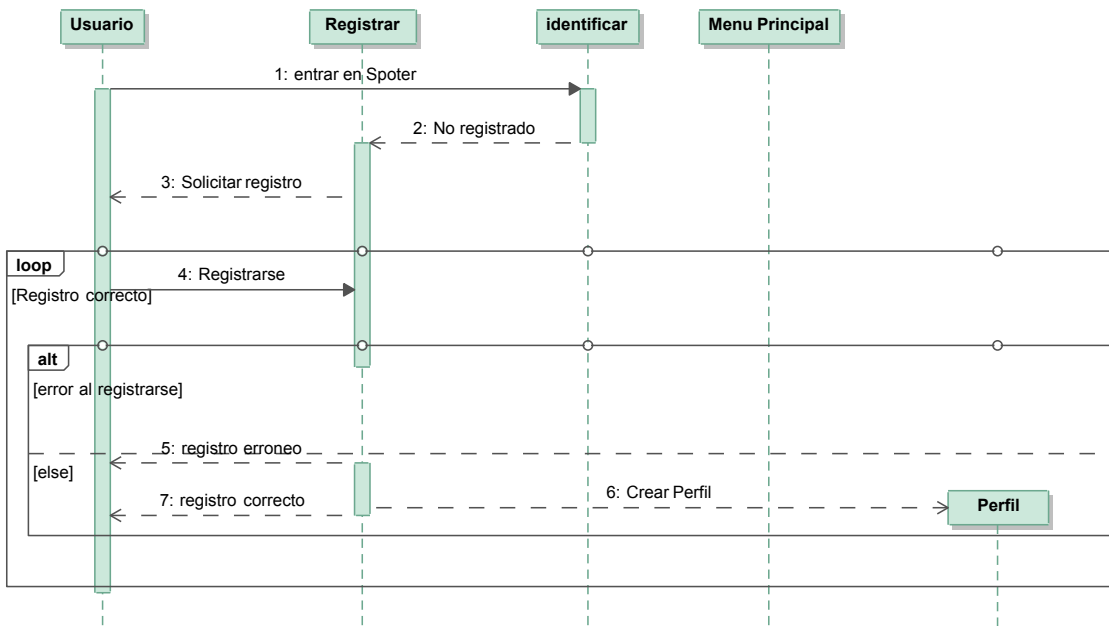 Usuario
Registrar
identificar
Menu Principal
1: entrar en Spoter
2: No registrado
3: Solicitar registro
loop
4: Registrarse
[Registro correcto]
alt
[error al registrarse]
5: registro erroneo
[else]
6: Crear Perfil
7: registro correcto
Perfil